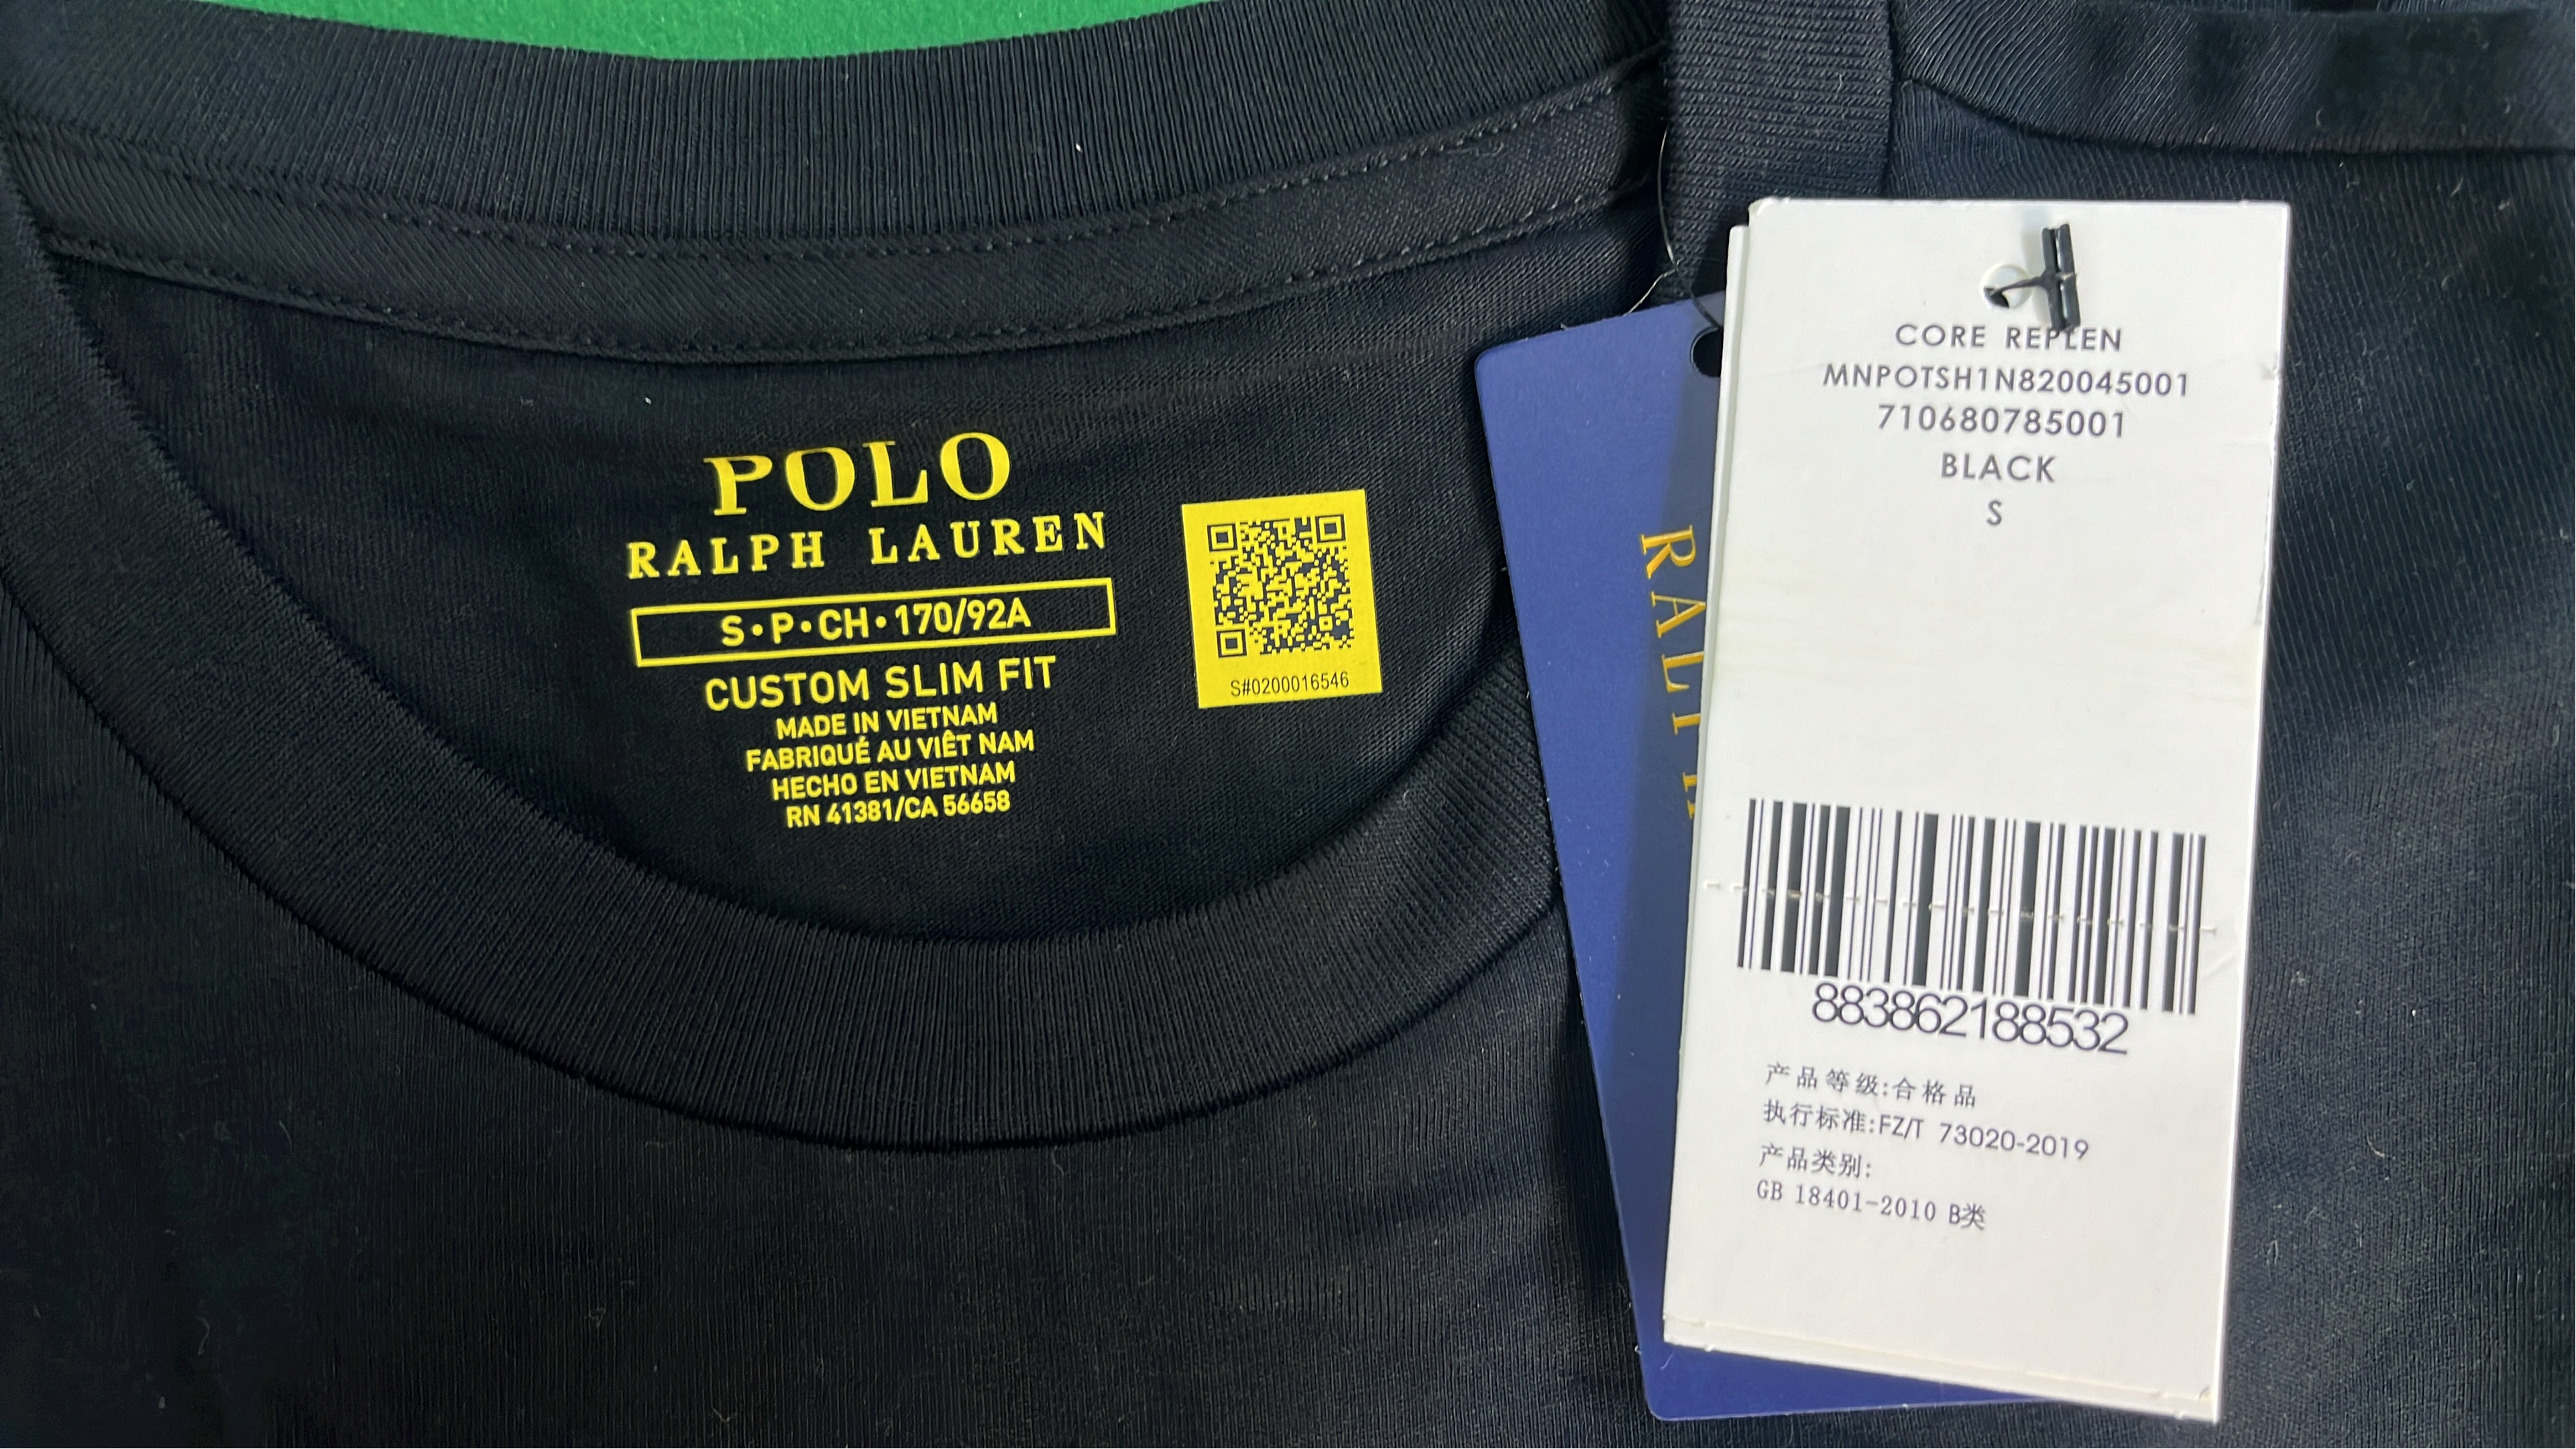 POLO
RALPH LAUREN
S•P•CH•170/92A
CUSTOM SLIM FIT
MADE IN VIETNAM
FABRIQUÉ AU VIÊT NAM
HECHO EN VIETNAM
RN 41381/CA 56658
S#0200016546
RALPH
CORE REPLEN
MNPOTSH1N820045001
710680785001
BLACK
S
883862188532
产品等级:合格品
执行标准:FZ/T 73020-2019
产品类别:
GB 18401-2010 B类